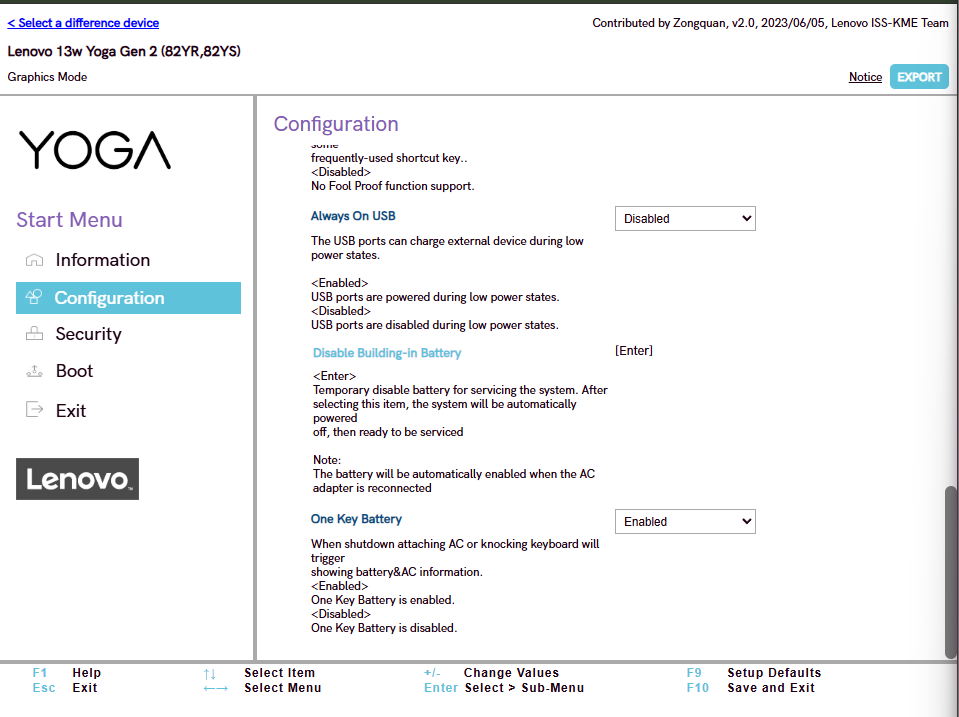 < Select a difference device
Contributed by Zongquan, v2.0, 2023/06/05, Lenovo ISS-KME Team
Lenovo 13w Yoga Gen 2 (82YR,82YS)
Graphics Mode
Notice
EXPORT
YOGA
Start Menu
Information
Configuration
Security
Boot
Exit
Lenovo
Configuration
some
frequently-used shortcut key..
<Disabled>
No Fool Proof function support.
Always On USB
Disabled
The USB ports can charge external device during low
power states.
<Enabled>
USB ports are powered during low power states.
<Disabled>
USB ports are disabled during low power states.
Disable Building-in Battery
[Enter]
<Enter>
Temporary disable battery for servicing the system. After
selecting this item, the system will be automatically
powered
off, then ready to be serviced
Note:
The battery will be automatically enabled when the AC
adapter is reconnected
One Key Battery
Enabled
When shutdown attaching AC or knocking keyboard will
trigger
showing battery&AC information.
<Enabled>
One Key Battery is enabled.
<Disabled>
One Key Battery is disabled.
F1 Help ↑↓ Select Item +/- Change Values F9 Setup Defaults
Esc Exit ←→ Select Menu Enter Select > Sub-Menu F10 Save and Exit